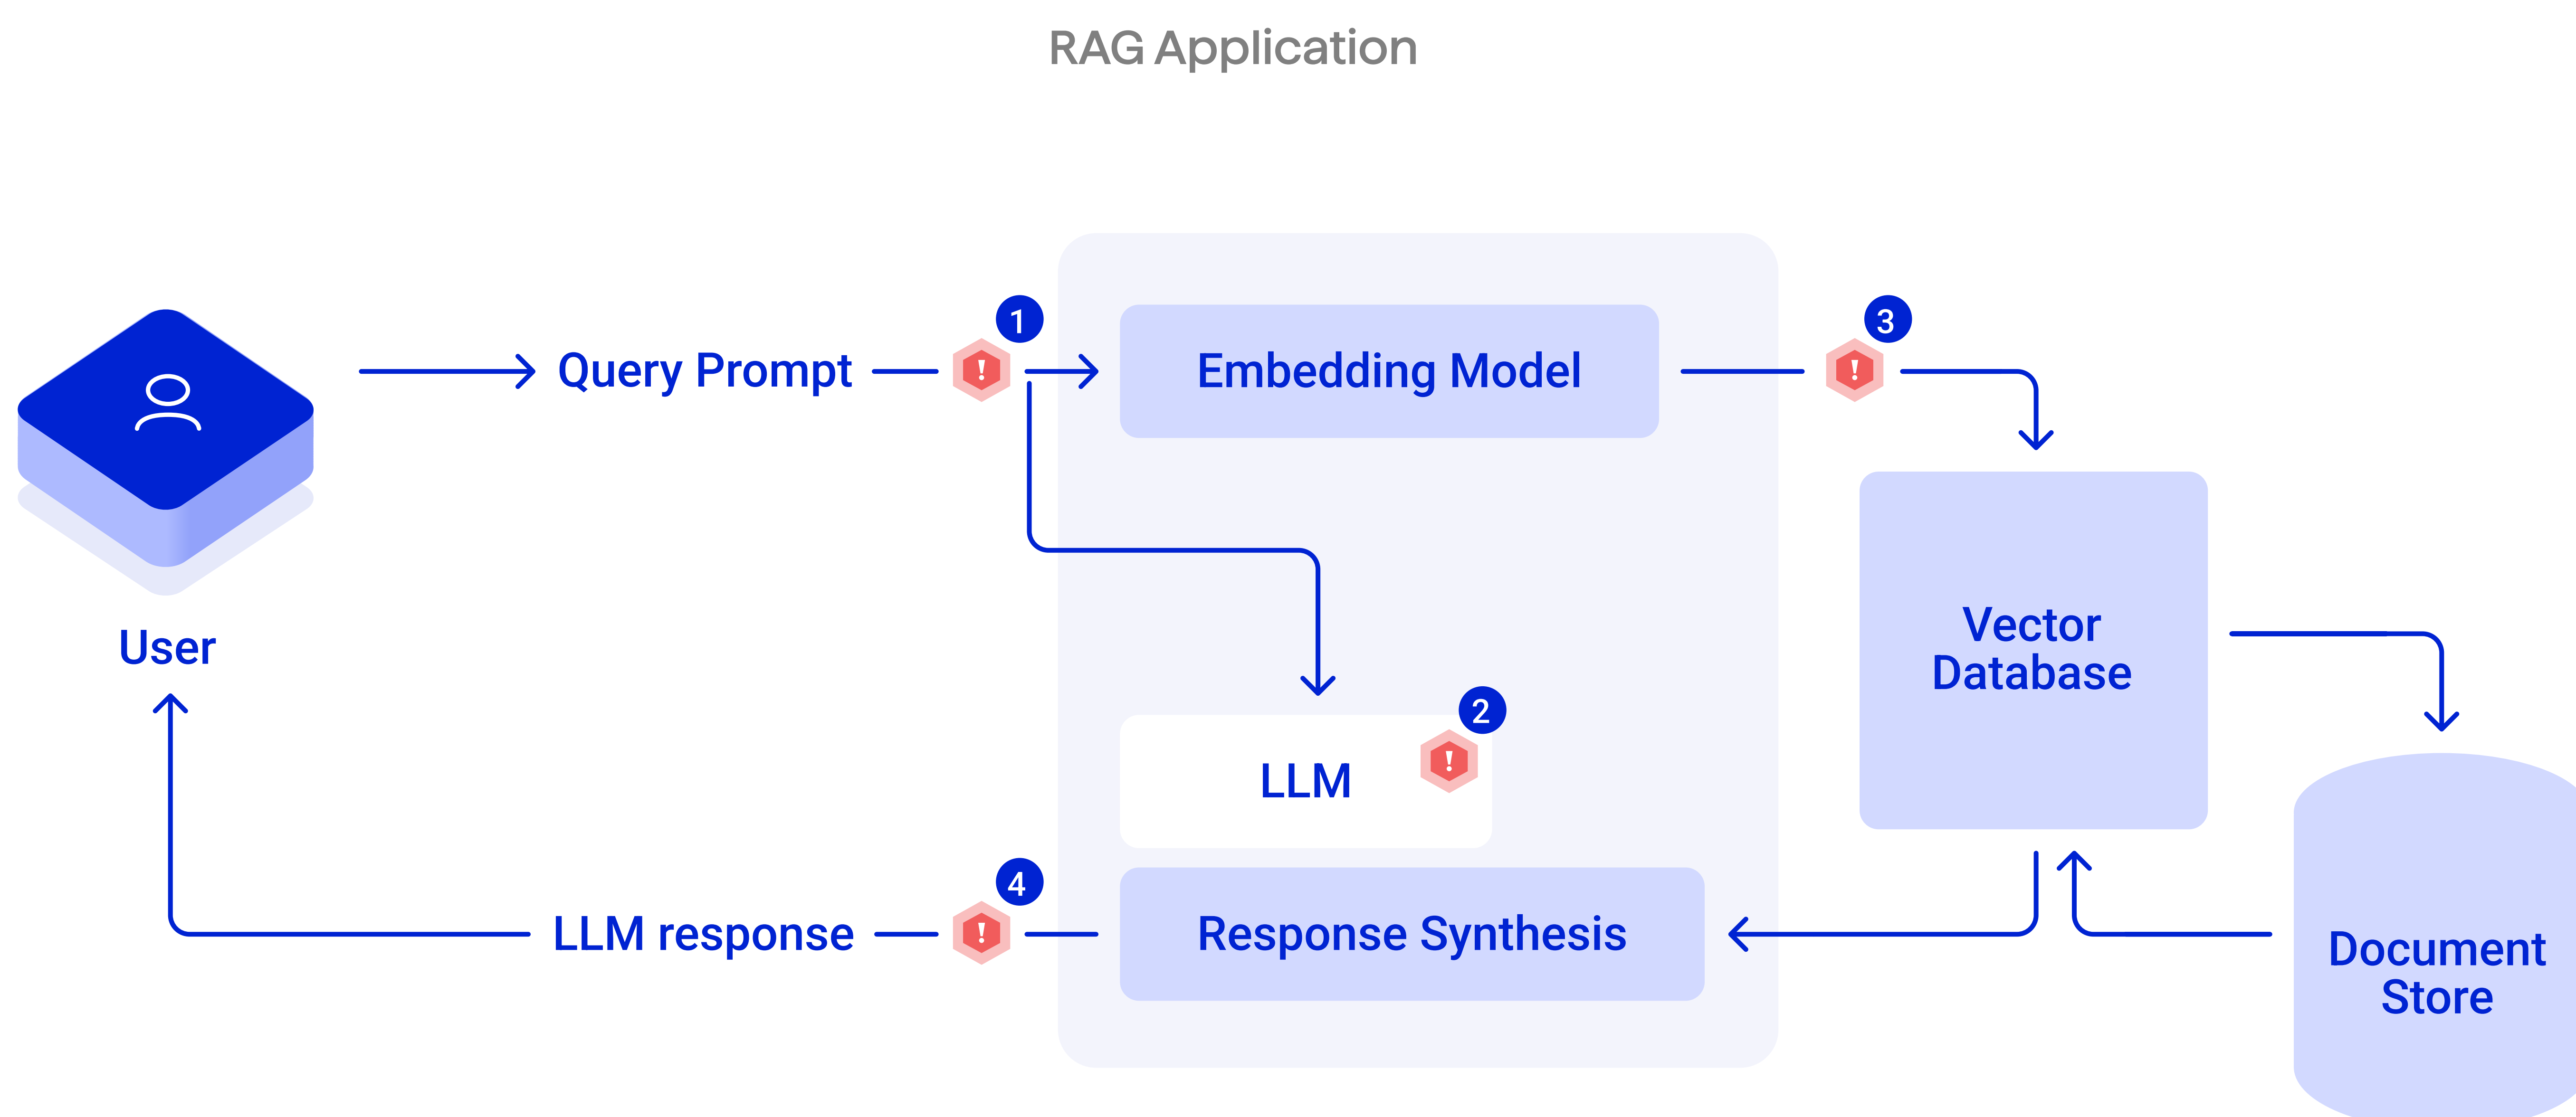 RAG Application
1
3
Query Prompt
!
Embedding Model
!
Vector
Database
User
2
LLM
!
4
LLM response
!
Response Synthesis
Document
Store